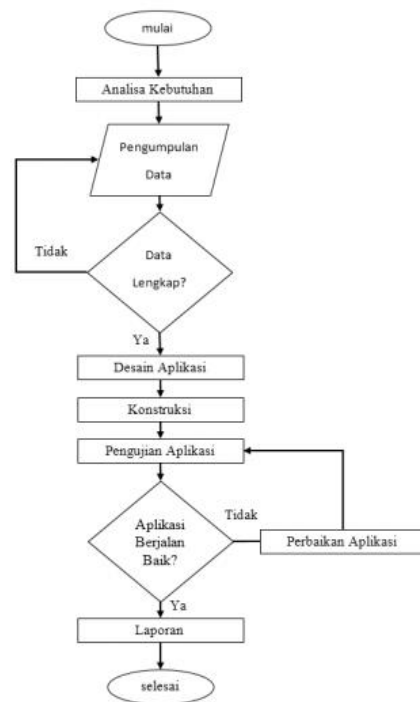 mulai
Analisa Kebutuhan
Pengumpulan
Data
Tidak
Data
Lengkap?
Ya
Desain Aplikasi
Konstruksi
Pengujian Aplikasi
Aplikasi
Berjalan
Baik?
Tidak
Perbaikan Aplikasi
Ya
Laporan
selesai